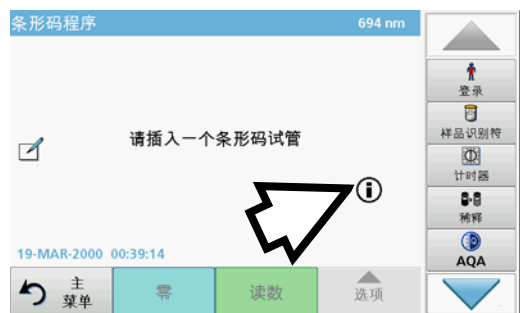 条形码程序 694 nm
登录
样品识别符
请插入一个条形码试管
计时器
稀释
19-MAR-2000 00:39:14
AQA
主
菜单
零
读数
选项